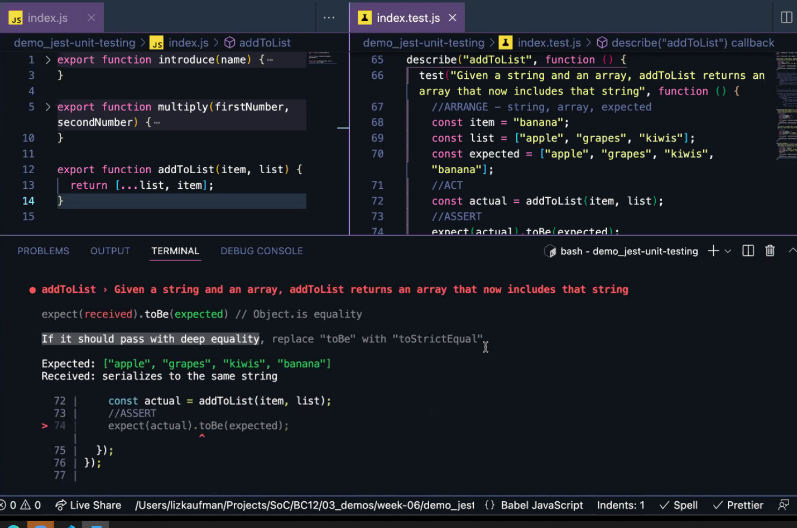 JS index.js ×
···
index.test.js ×
demo_jest-unit-testing > JS index.js > addToList
demo_jest-unit-testing > index.test.js > describe("addToList") callback
1 > export function introduce(name) {···
3 }
4
5 > export function multiply(firstNumber,
secondNumber) {···
10 }
11
12 export function addToList(item, list) {
13 return [...list, item];
14 }
15
65 describe("addToList", function () {
66 test("Given a string and an array, addToList returns an
array that now includes that string", function () {
67 //ARRANGE - string, array, expected
68 const item = "banana";
69 const list = ["apple", "grapes", "kiwis"];
70 const expected = ["apple", "grapes", "kiwis",
"banana"];
71 //ACT
72 const actual = addToList(item, list);
73 //ASSERT
74 expect(actual).toBe(expected);
PROBLEMS OUTPUT TERMINAL DEBUG CONSOLE
bash - demo_jest-unit-testing
● addToList › Given a string and an array, addToList returns an array that now includes that string
expect(received).toBe(expected) // Object.is equality
If it should pass with deep equality, replace "toBe" with "toStrictEqual"
Expected: ["apple", "grapes", "kiwis", "banana"]
Received: serializes to the same string
72 | const actual = addToList(item, list);
73 | //ASSERT
> 74 | expect(actual).toBe(expected);
| ^
75 | });
76 | });
77 |
0 0 Live Share /Users/lizkaufman/Projects/SoC/BC12/03_demos/week-06/demo_jest {} Babel JavaScript Indents: 1 ✓ Spell ✓ Prettier